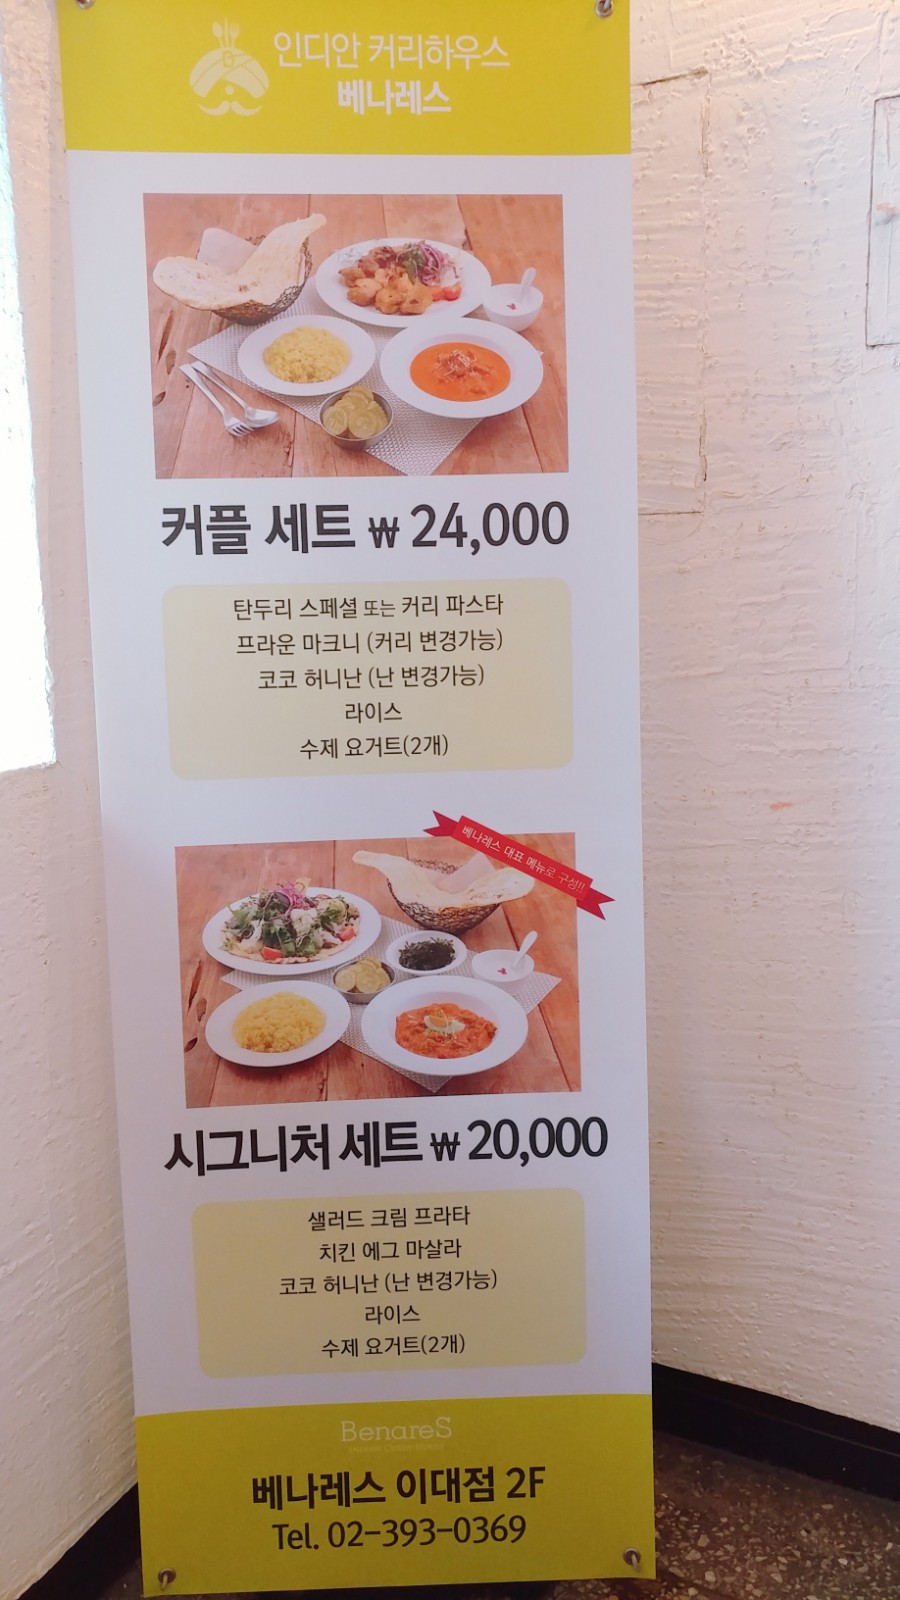 인디안 커리하우스
베나레스
커플 세트 ₩ 24,000
탄두리 스페셜 또는 커리 파스타
프라운 마크니 (커리 변경가능)
코코 허니난 (난 변경가능)
라이스
수제 요거트(2개)
베나레스 대표 메뉴로 구성!!
시그니처 세트 ₩ 20,000
샐러드 크림 프라타
치킨 에그 마살라
코코 허니난 (난 변경가능)
라이스
수제 요거트(2개)
BenareS
베나레스 이대점 2F
Tel. 02-393-0369